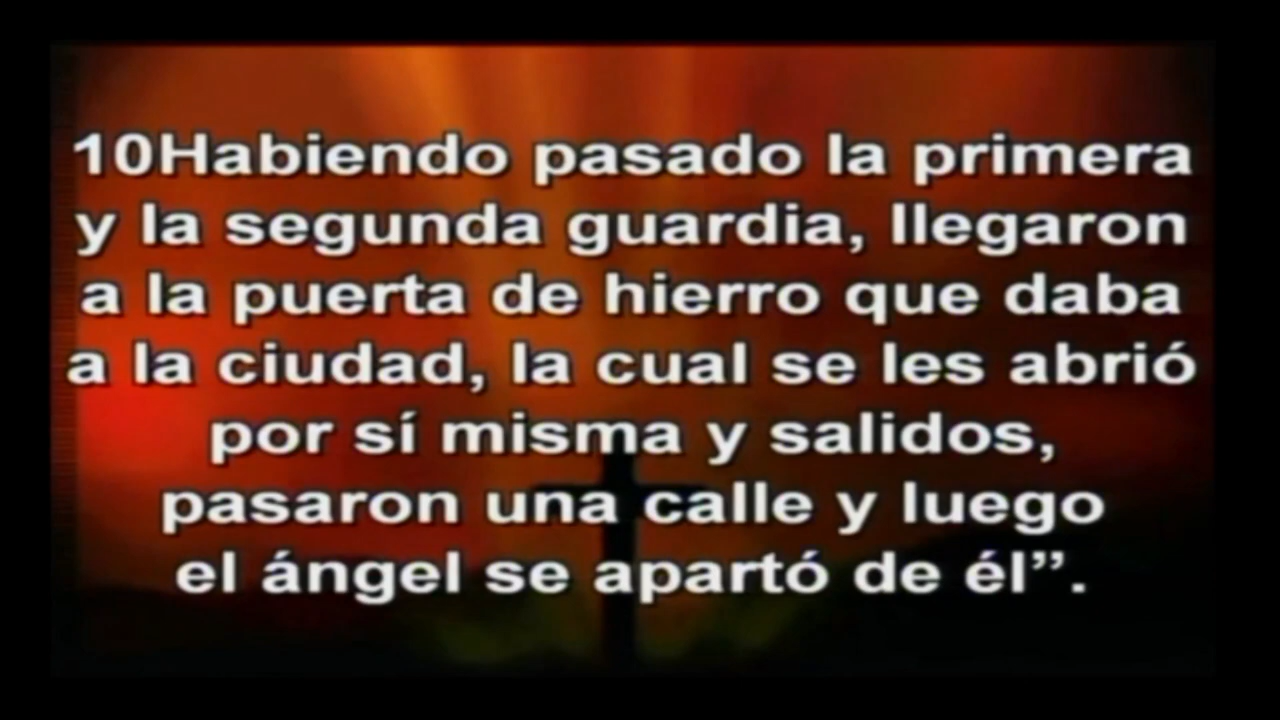 10Habiendo pasado la primera
y la segunda guardia, llegaron
a la puerta de hierro que daba
a la ciudad, la cual se les abrió
por sí misma y salidos,
pasaron una calle y luego
el ángel se apartó de él”.